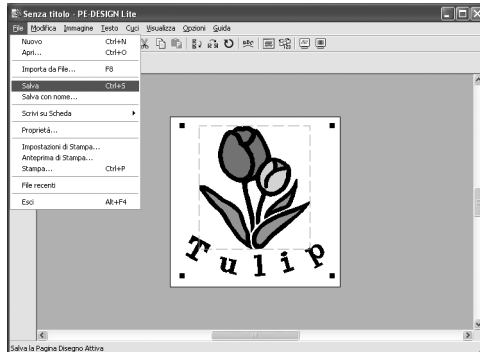 Senza titolo - PE-DESIGN Lite
File Modifica Immagine Testo Cuci Visualizza Opzioni Guida
Nuovo Ctrl+N
Apri... Ctrl+O
Importa da File... F8
Salva Ctrl+S
Salva con nome...
Scrivi su Scheda
Proprietà...
Impostazioni di Stampa...
Anteprima di Stampa...
Stampa... Ctrl+P
File recenti
Esci Alt+F4
Tulip
Salva la Pagina Disegno Attiva